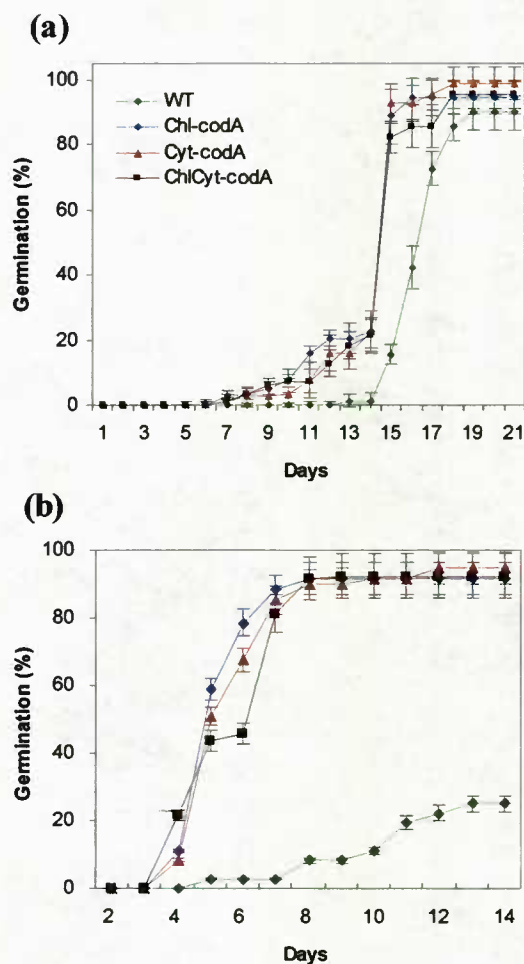 (a)
100
80
60
40
20
0
Germination (%)
WT
Chl-codA
Cyt-codA
ChlCyt-codA
1 3 5 7 9 11 13 15 17 19 21
Days
(b)
100
80
60
40
20
0
Germination (%)
2 4 6 8 10 12 14
Days